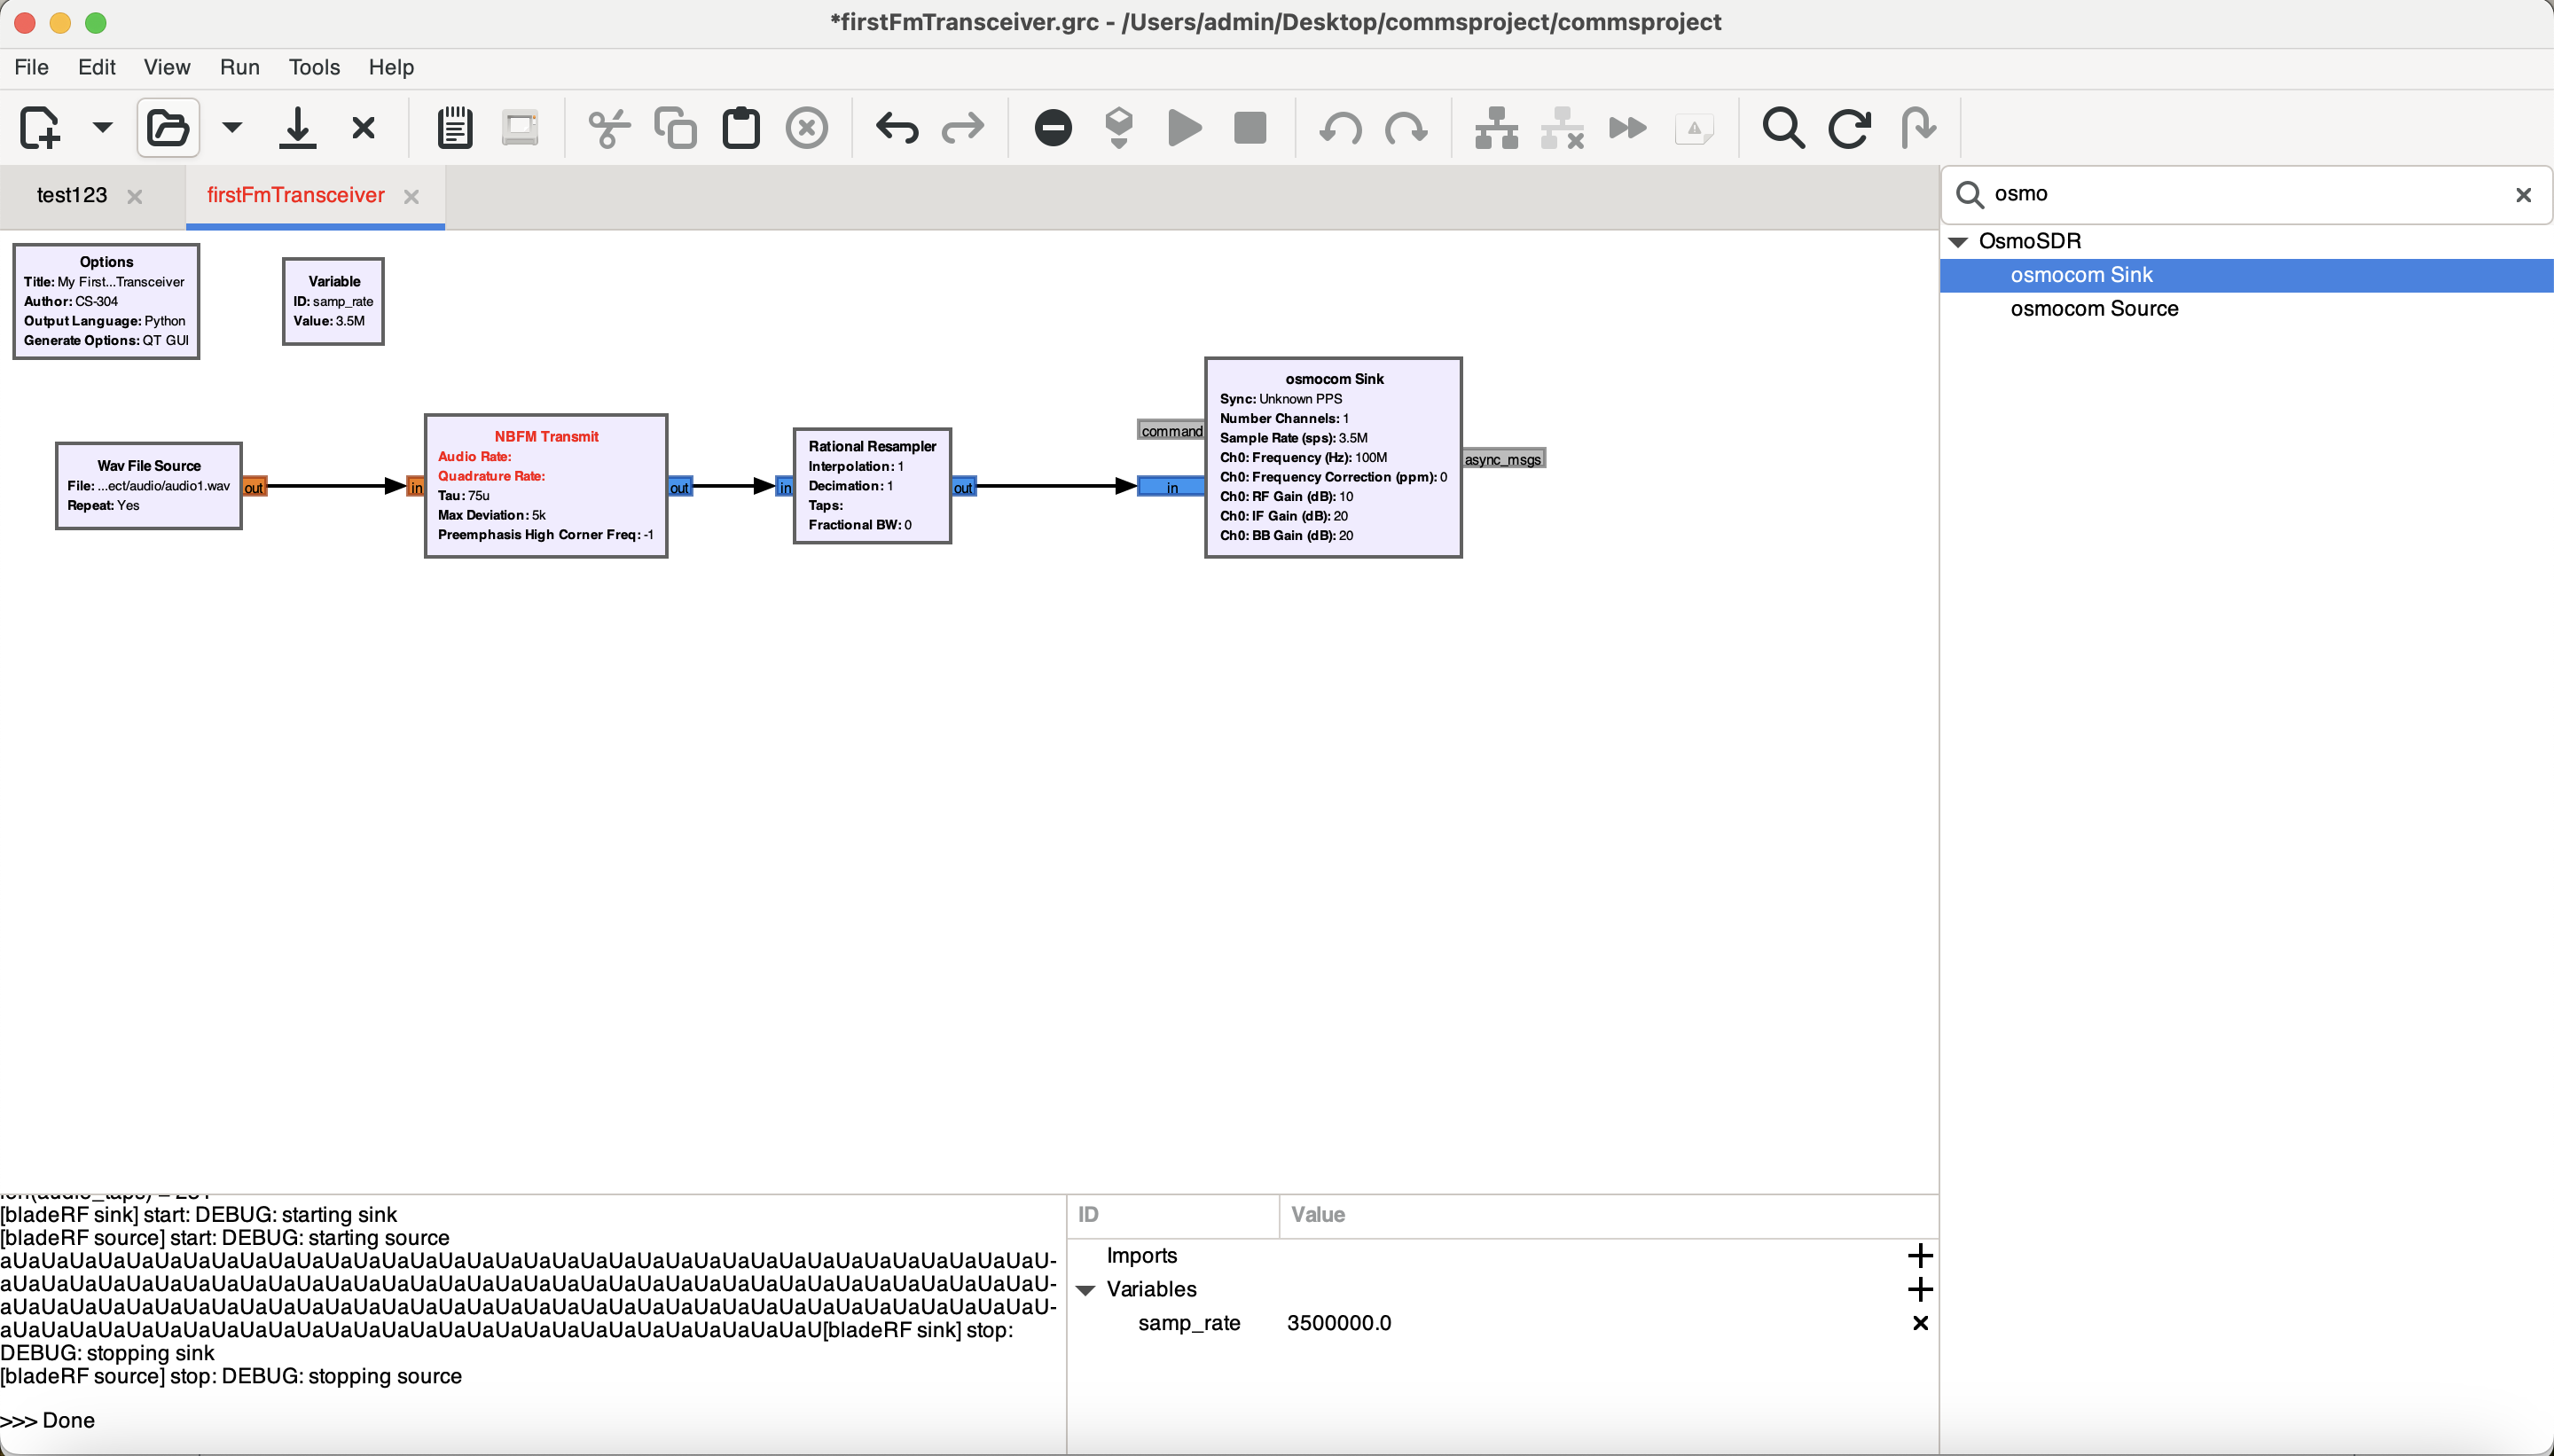 *firstFmTransceiver.grc - /Users/admin/Desktop/commsproject/commsproject
File Edit View Run Tools Help
test123 firstFmTransceiver
osmo
OsmoSDR
osmocom Sink
osmocom Source
Options
Title: My First...Transceiver
Author: CS-304
Output Language: Python
Generate Options: QT GUI
Variable
ID: samp_rate
Value: 3.5M
Wav File Source
File: ...ect/audio/audio1.wav
Repeat: Yes
out
in
NBFM Transmit
Audio Rate:
Quadrature Rate:
Tau: 75u
Max Deviation: 5k
Preemphasis High Corner Freq: -1
out
in
Rational Resampler
Interpolation: 1
Decimation: 1
Taps:
Fractional BW: 0
out
command
in
osmocom Sink
Sync: Unknown PPS
Number Channels: 1
Sample Rate (sps): 3.5M
Ch0: Frequency (Hz): 100M
Ch0: Frequency Correction (ppm): 0
Ch0: RF Gain (dB): 10
Ch0: IF Gain (dB): 20
Ch0: BB Gain (dB): 20
async_msgs
[bladeRF sink] start: DEBUG: starting sink
[bladeRF source] start: DEBUG: starting source
aUaUaUaUaUaUaUaUaUaUaUaUaUaUaUaUaUaUaUaUaUaUaUaUaUaUaUaUaUaUaUaUaUaUaUaUaU-
aUaUaUaUaUaUaUaUaUaUaUaUaUaUaUaUaUaUaUaUaUaUaUaUaUaUaUaUaUaUaUaUaUaUaUaUaU-
aUaUaUaUaUaUaUaUaUaUaUaUaUaUaUaUaUaUaUaUaUaUaUaUaUaUaUaUaUaUaUaUaUaUaUaUaU-
aUaUaUaUaUaUaUaUaUaUaUaUaUaUaUaUaUaUaUaUaUaUaUaUaUaUaUaUaU[bladeRF sink] stop:
DEBUG: stopping sink
[bladeRF source] stop: DEBUG: stopping source
>>> Done
ID Value
Imports
Variables
samp_rate 3500000.0